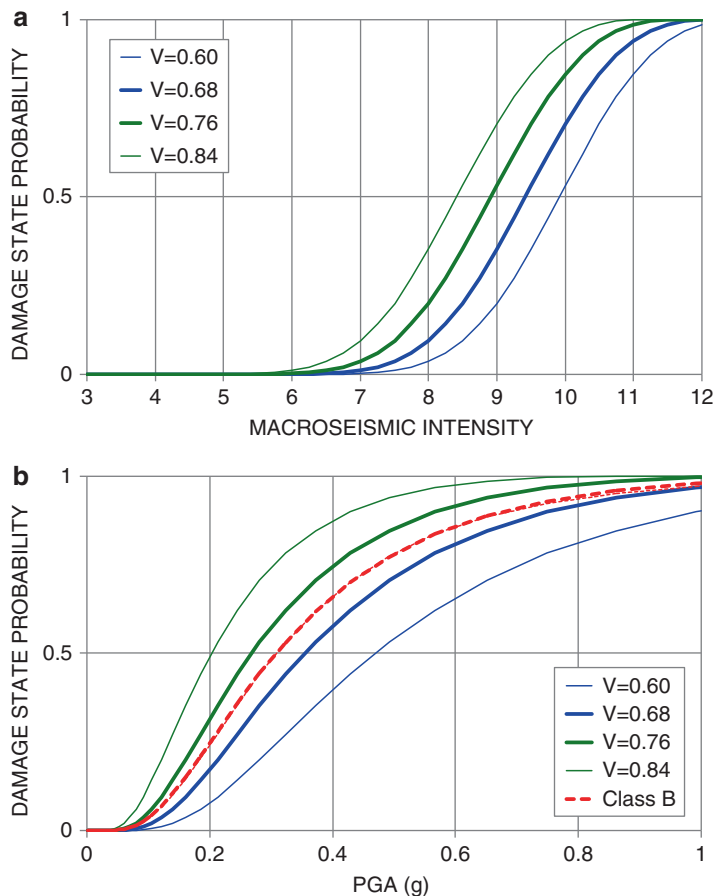 a
DAMAGE STATE PROBABILITY
1
0.5
0
V=0.60
V=0.68
V=0.76
V=0.84
3 4 5 6 7 8 9 10 11 12
MACROSEISMIC INTENSITY
b
DAMAGE STATE PROBABILITY
1
0.5
0
V=0.60
V=0.68
V=0.76
V=0.84
Class B
0 0.2 0.4 0.6 0.8 1
PGA (g)